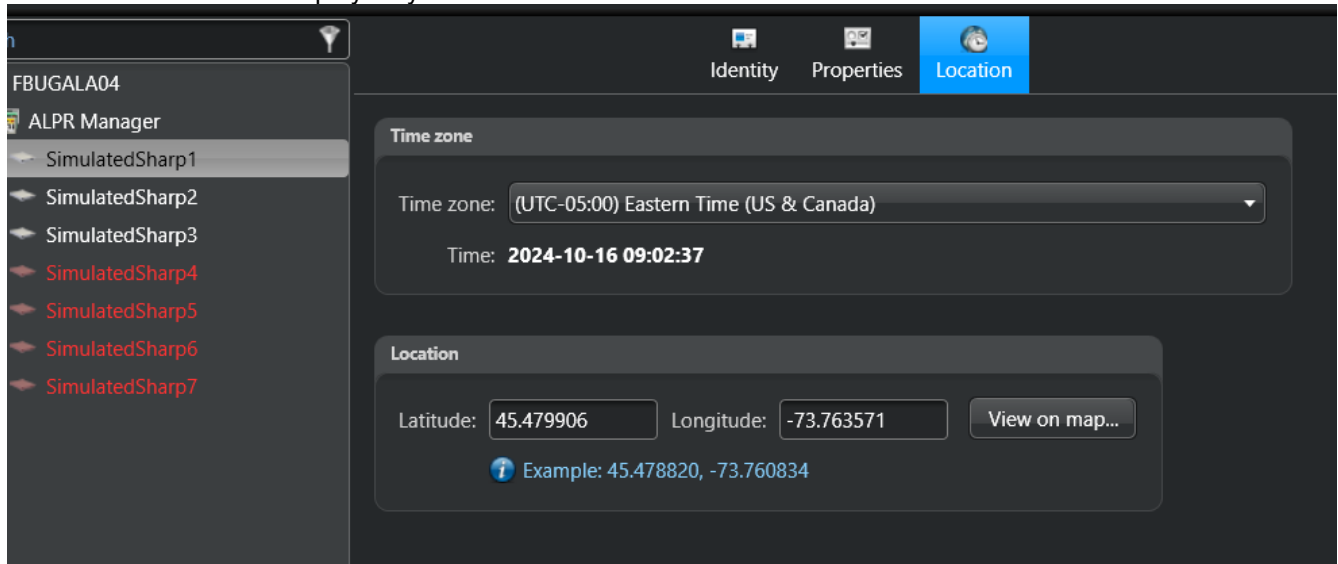 FBUGALA04
ALPR Manager
SimulatedSharp1
SimulatedSharp2
SimulatedSharp3
SimulatedSharp4
SimulatedSharp5
SimulatedSharp6
SimulatedSharp7
Identity Properties Location
Time zone
Time zone: (UTC-05:00) Eastern Time (US & Canada)
Time: 2024-10-16 09:02:37
Location
Latitude: 45.479906 Longitude: -73.763571 View on map...
Example: 45.478820, -73.760834